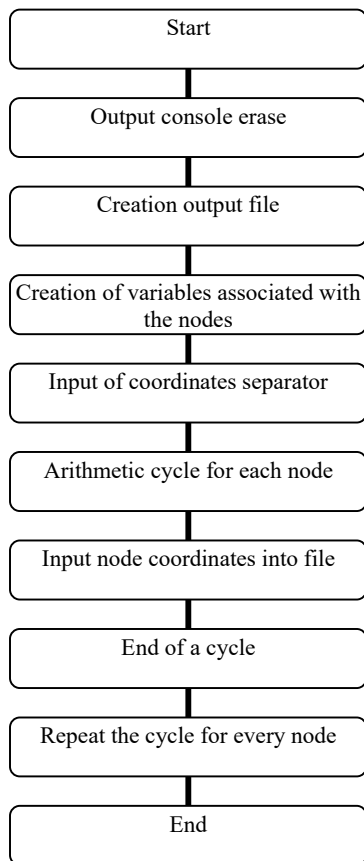 Start
Output console erase
Creation output file
Creation of variables associated with
the nodes
Input of coordinates separator
Arithmetic cycle for each node
Input node coordinates into file
End of a cycle
Repeat the cycle for every node
End